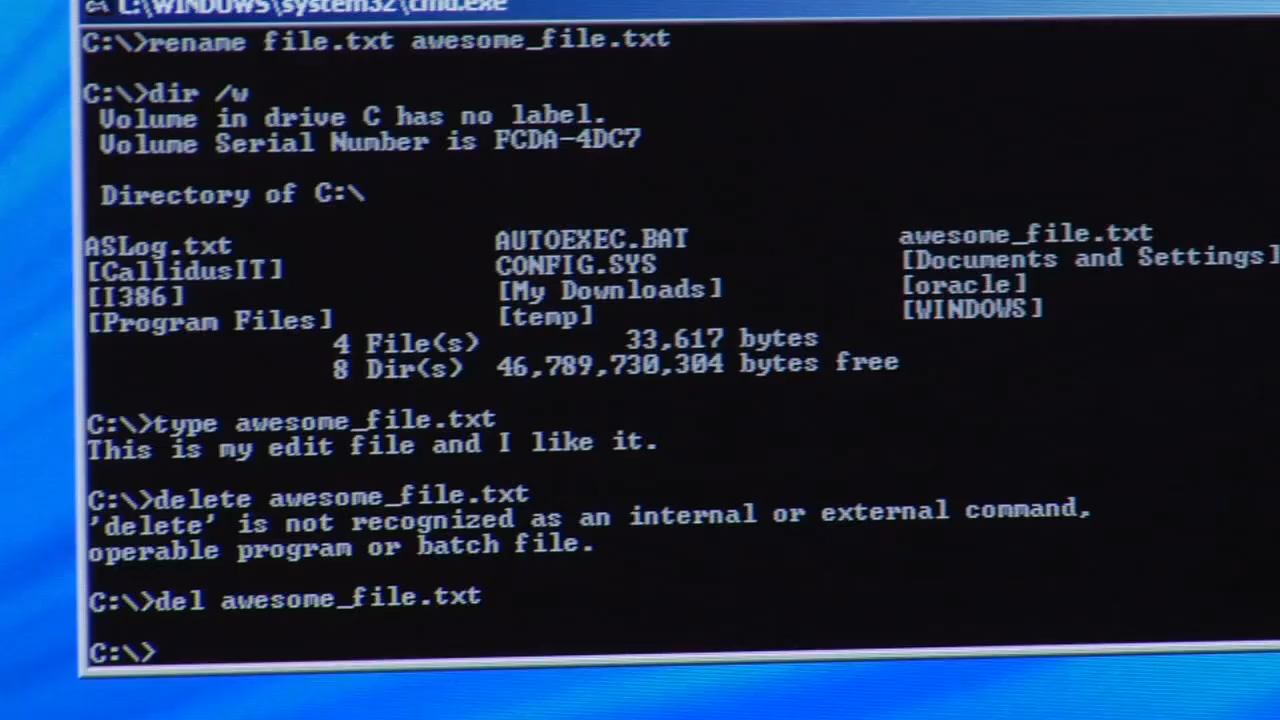 C:\WINDOWS\system32\cmd.exe
C:\>rename file.txt awesome_file.txt
C:\>dir /w
Volume in drive C has no label.
Volume Serial Number is FCDA-4DC7
Directory of C:\
ASLog.txt AUTOEXEC.BAT awesome_file.txt
[CallidusIT] CONFIG.SYS [Documents and Settings]
[I386] [My Downloads] [oracle]
[Program Files] [temp] [WINDOWS]
4 File(s) 33,617 bytes
8 Dir(s) 46,789,730,304 bytes free
C:\>type awesome_file.txt
This is my edit file and I like it.
C:\>delete awesome_file.txt
'delete' is not recognized as an internal or external command,
operable program or batch file.
C:\>del awesome_file.txt
C:\>